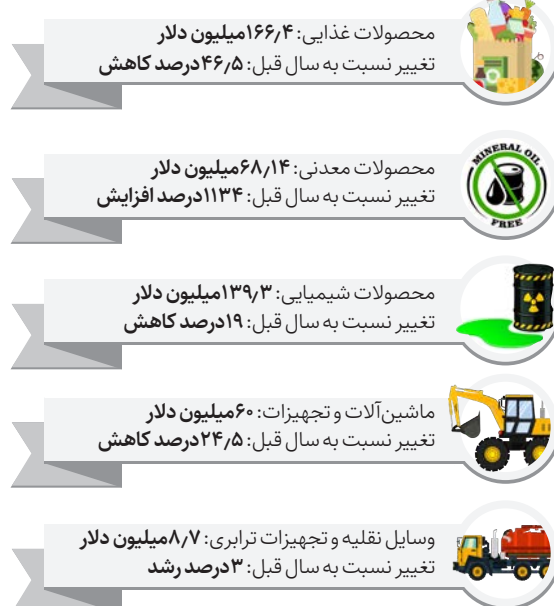 محصولات غذایی: ۱۶۶٫۴میلیون دلار
تغییر نسبت به سال قبل: ۴۶٫۵درصد کاهش
محصولات معدنی: ۶۸٫۱۴میلیون دلار
تغییر نسبت به سال قبل: ۱۱۳۴درصد افزایش
MINERAL OIL
FREE
محصولات شیمیایی: ۱۳۹٫۳میلیون دلار
تغییر نسبت به سال قبل: ۱۹درصد کاهش
ماشین‌آلات و تجهیزات: ۶۰میلیون دلار
تغییر نسبت به سال قبل: ۲۴٫۵درصد کاهش
وسایل نقلیه و تجهیزات ترابری: ۸٫۷میلیون دلار
تغییر نسبت به سال قبل: ۳درصد رشد